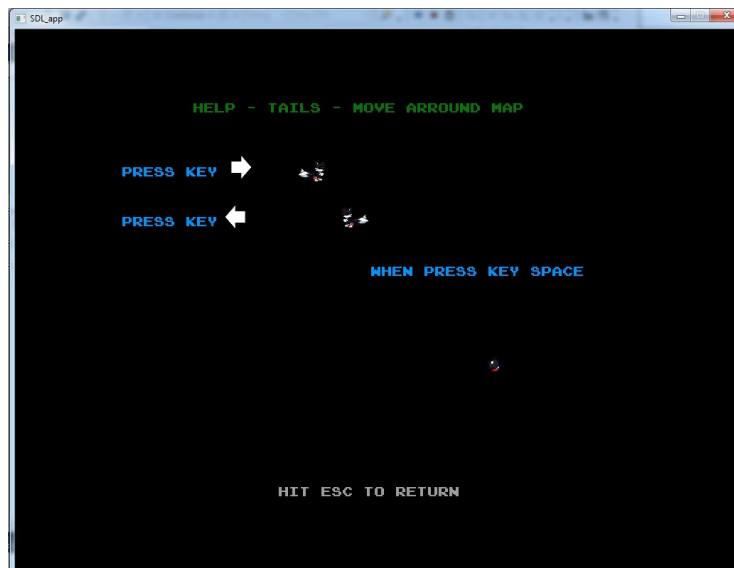 SDL_app
HELP - TAILS - MOVE ARROUND MAP
PRESS KEY
PRESS KEY
WHEN PRESS KEY SPACE
HIT ESC TO RETURN